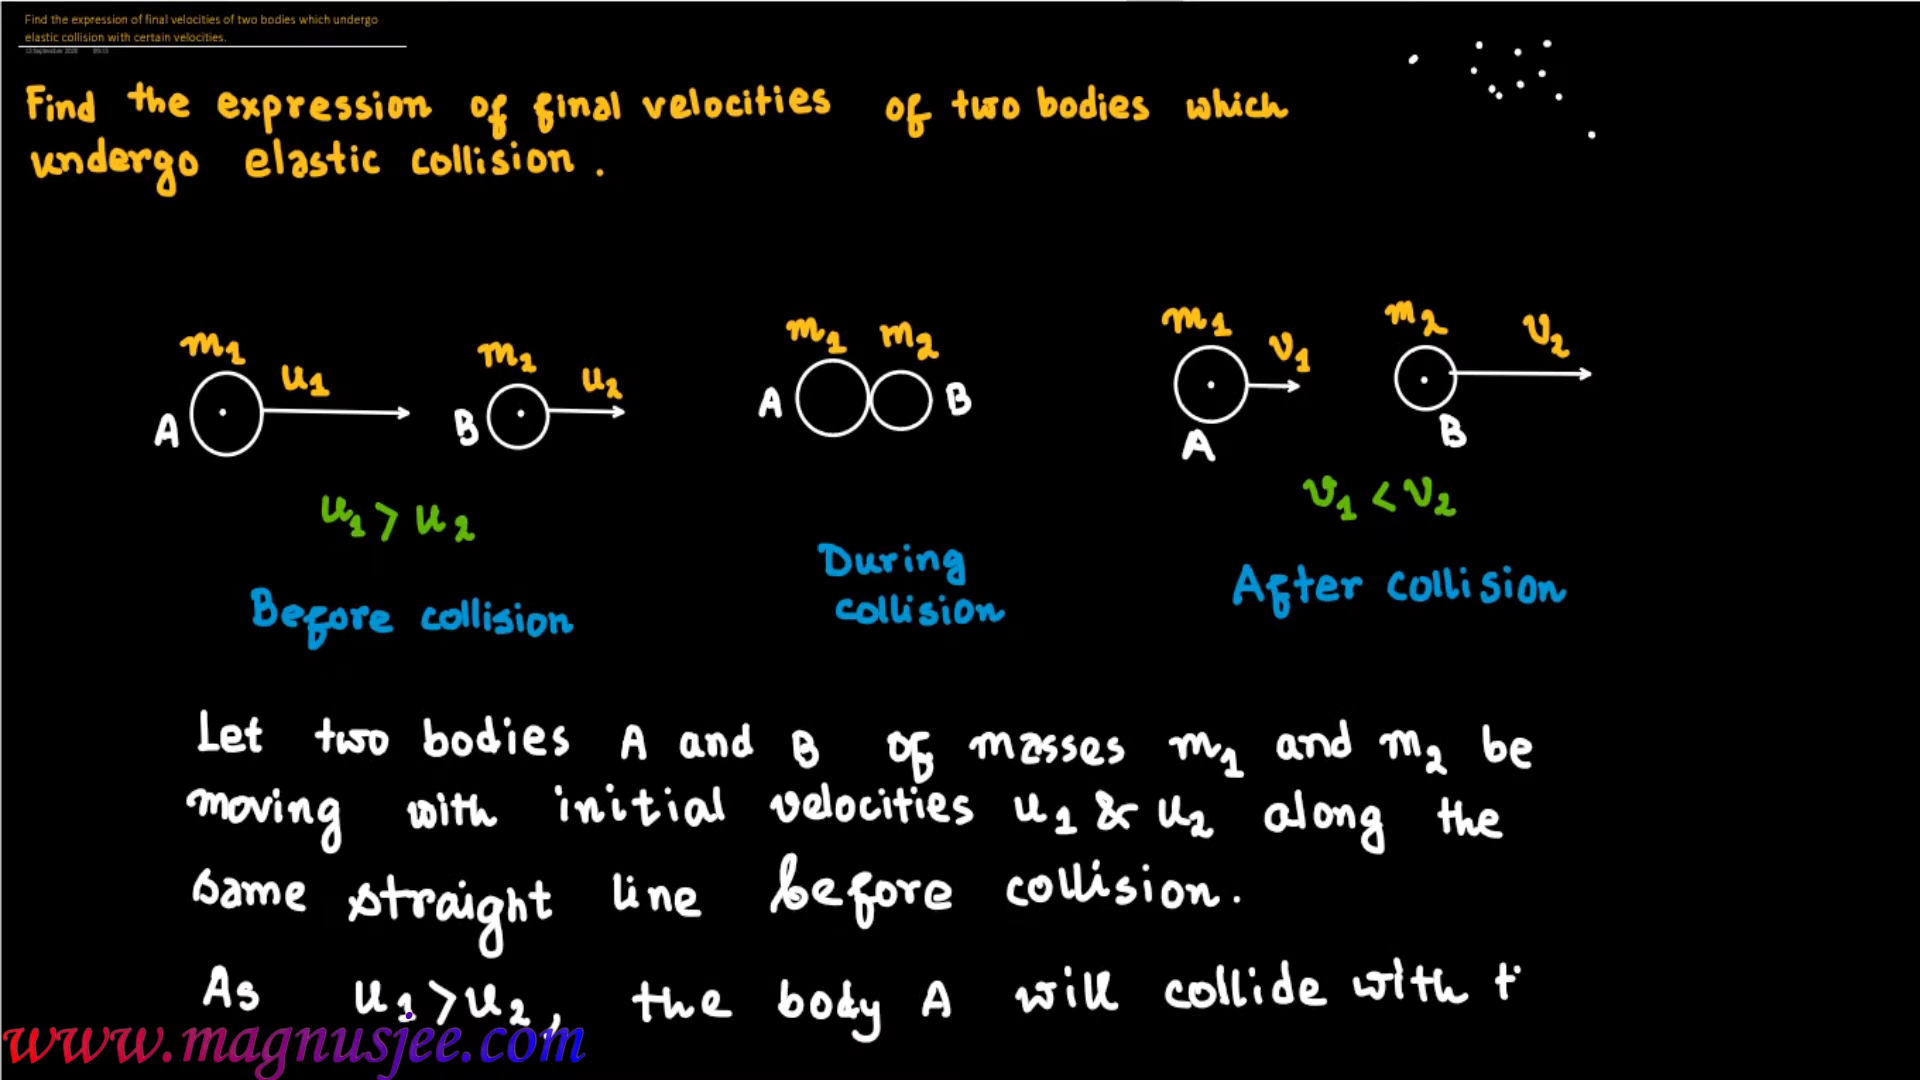 Find the expression of final velocities of two bodies which undergo
elastic collision with certain velocities.
13 September 2020
Find the expression of final velocities of two bodies which
undergo elastic collision.
m1 u1 m2 u2 m1 m2 m1 v1 m2 v2
A B A B A B
u1 > u2 v1 < v2
Before collision During collision After collision
Let two bodies A and B of masses m1 and m2 be
moving with initial velocities u1 & u2 along the
same straight line before collision.
As u1 > u2, the body A will collide with t
www.magnusjee.com